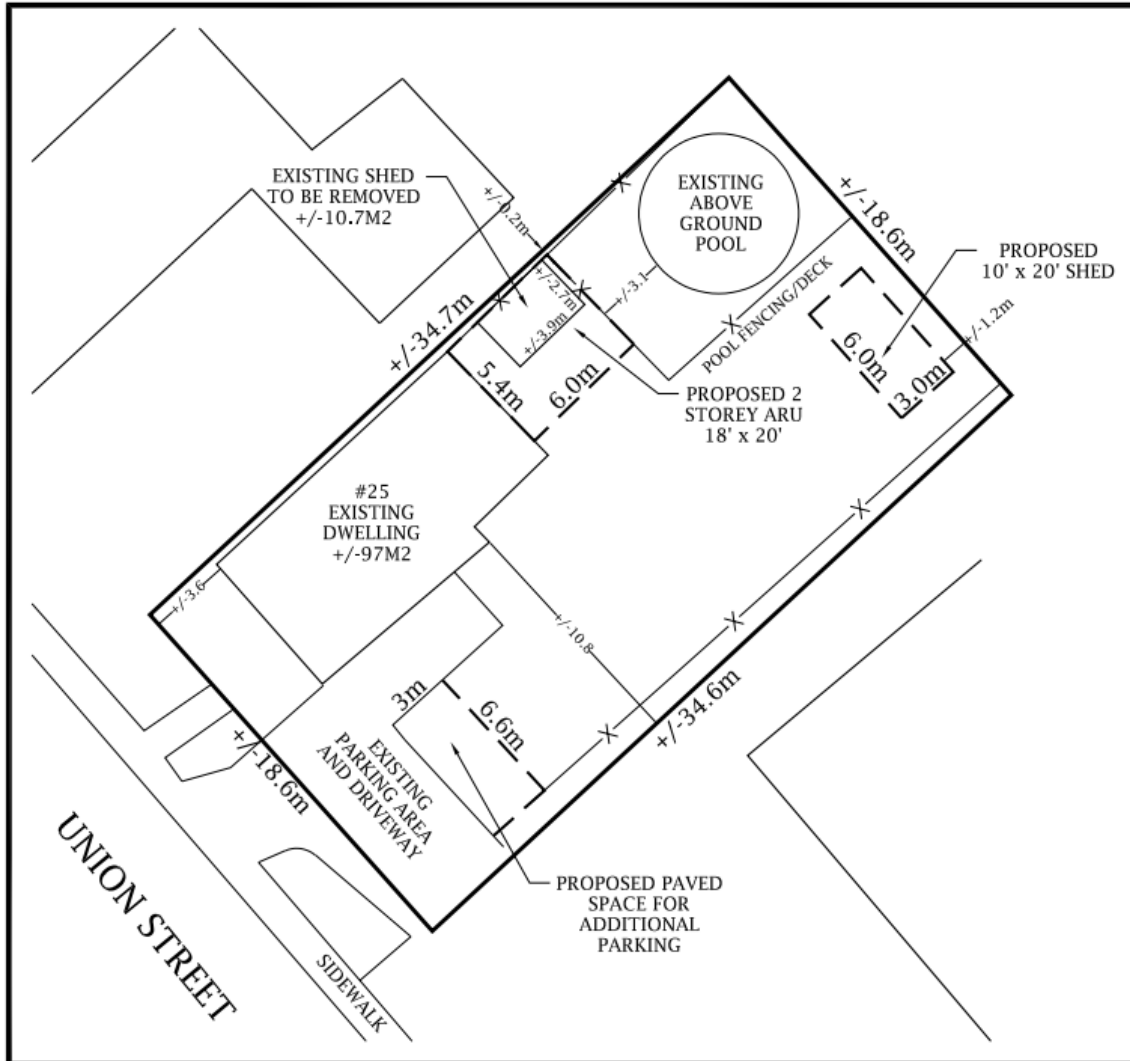 EXISTING SHED
TO BE REMOVED
+/-10.7M2
+/-0.2m
EXISTING
ABOVE
GROUND
POOL
+/-18.6m
PROPOSED
10' x 20' SHED
+/-34.7m
+/-2.7m
+/-3.9m
+/-3.1
POOL FENCING/DECK
+/-1.2m
6.0m
3.0m
5.4m
6.0m
PROPOSED 2
STOREY ARU
18' x 20'
#25
EXISTING
DWELLING
+/-97M2
+/-3.6
+/-10.8
3m
6.6m
+/-34.6m
+/-18.6m
EXISTING
PARKING AREA
AND DRIVEWAY
UNION STREET
PROPOSED PAVED
SPACE FOR
ADDITIONAL
PARKING
SIDEWALK